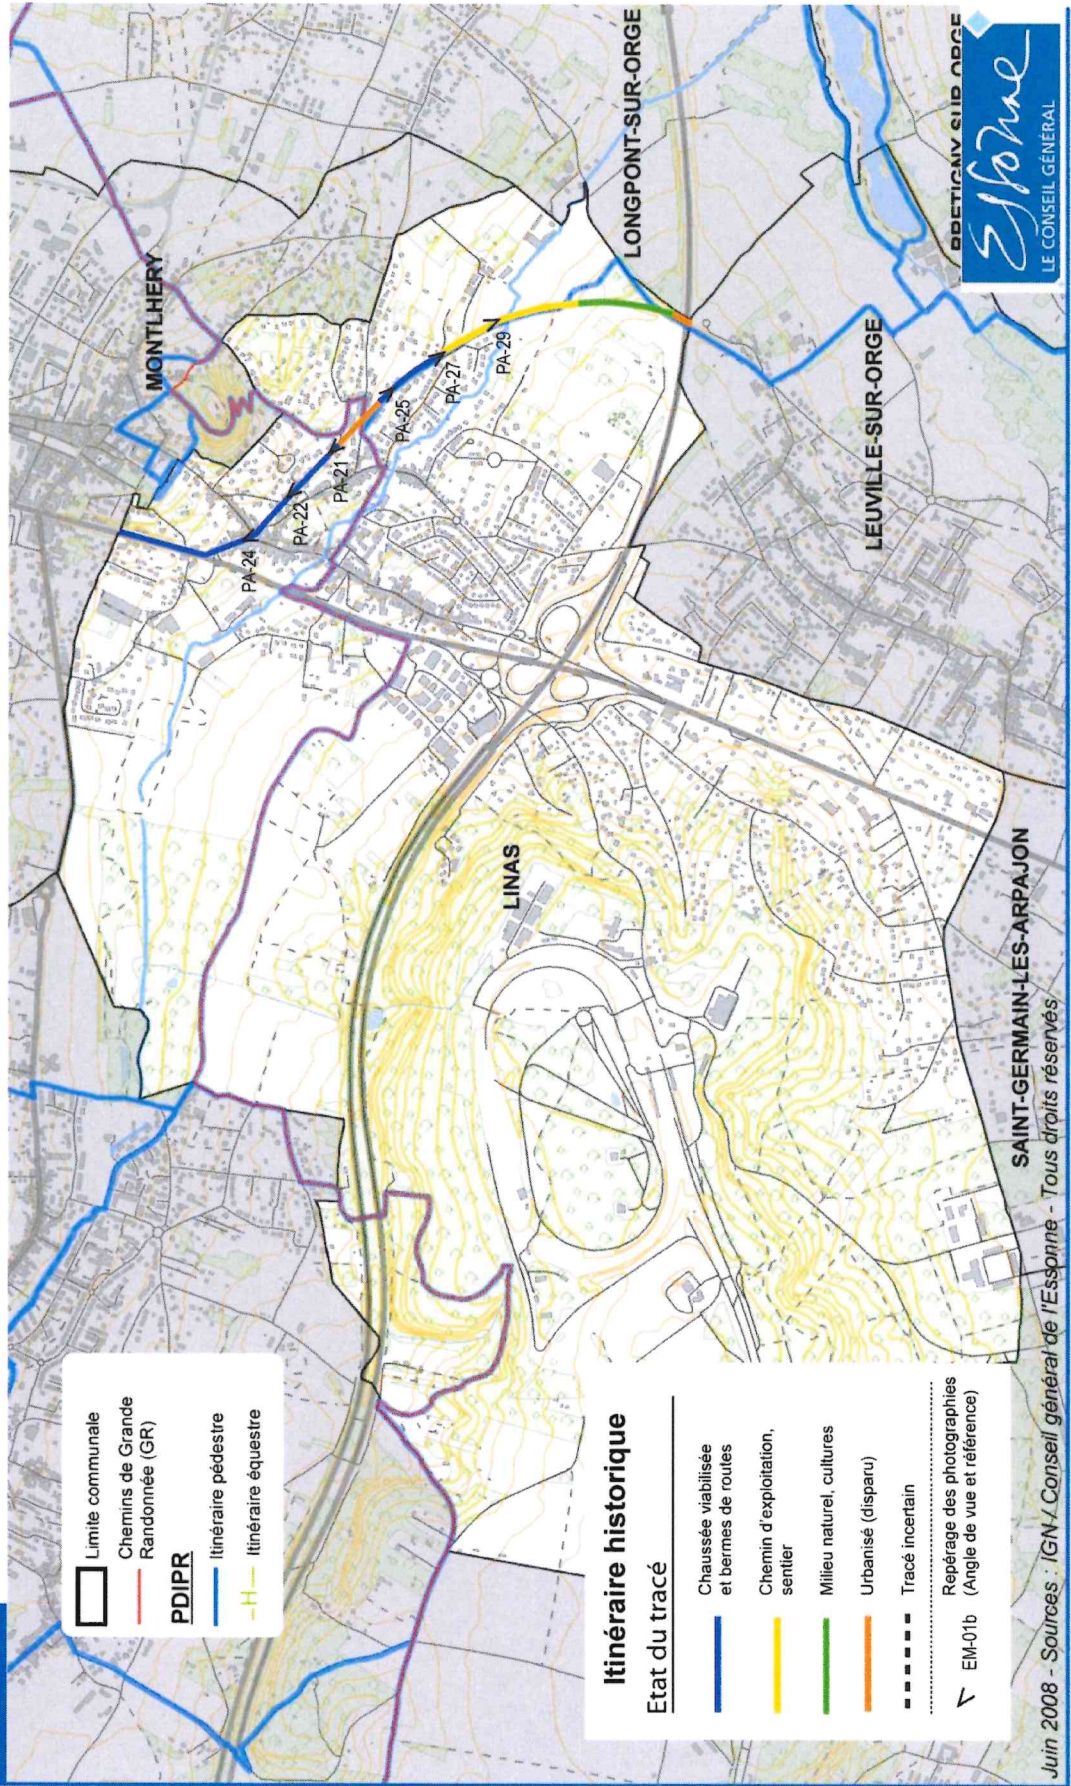 MONTLHERY
LONGPONT-SUR-ORGE
BRETIGNY SUR ORGE
LEUVILLE-SUR-ORGE
LINAS
SAINT-GERMAIN-LES-ARPAJON
PA-24
PA-22
PA-21
PA-25
PA-27
PA-29
Limite communale
Chemins de Grande
Randonnée (GR)
PDIPR
Itinéraire pédestre
-H- Itinéraire équestre
Itinéraire historique
Etat du tracé
Chaussée viabilisée
et bermes de routes
Chemin d'exploitation,
sentier
Milieu naturel, cultures
Urbanisé (disparu)
Tracé incertain
Repérage des photographies
EM-01b (Angle de vue et référence)
Essonne
LE CONSEIL GÉNÉRAL
Juin 2008 - Sources : IGN / Conseil général de l'Essonne - Tous droits réservés